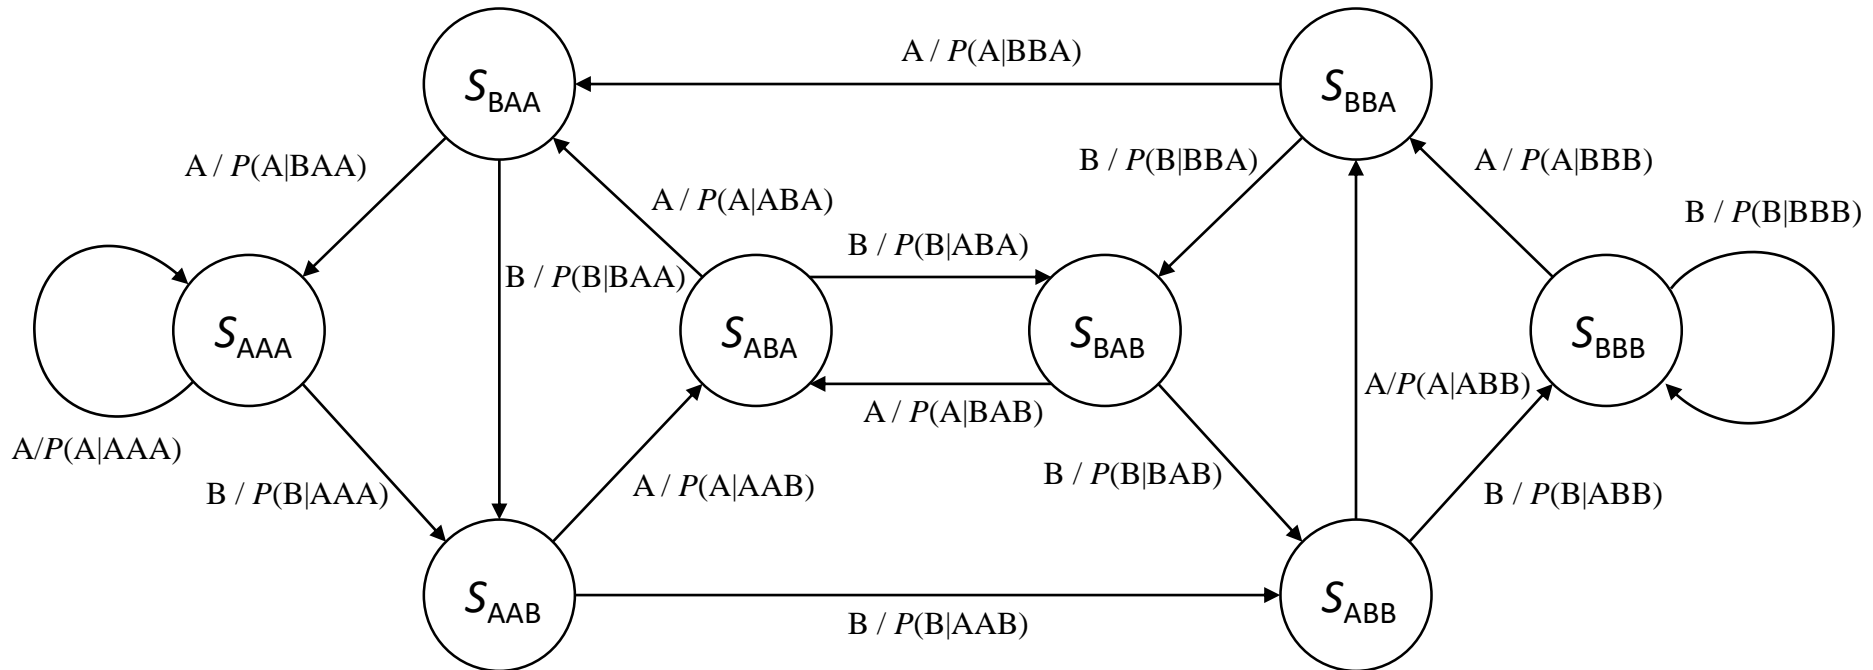 A / P(A|BBA)
S_BAA
S_BBA
A / P(A|BAA)
B / P(B|BBA)
A / P(A|BBB)
A / P(A|ABA)
B / P(B|BBB)
B / P(B|ABA)
B / P(B|BAA)
S_AAA
S_ABA
S_BAB
S_BBB
A/P(A|ABB)
A / P(A|BAB)
A/P(A|AAA)
B / P(B|AAA)
A / P(A|AAB)
B / P(B|BAB)
B / P(B|ABB)
S_AAB
S_ABB
B / P(B|AAB)